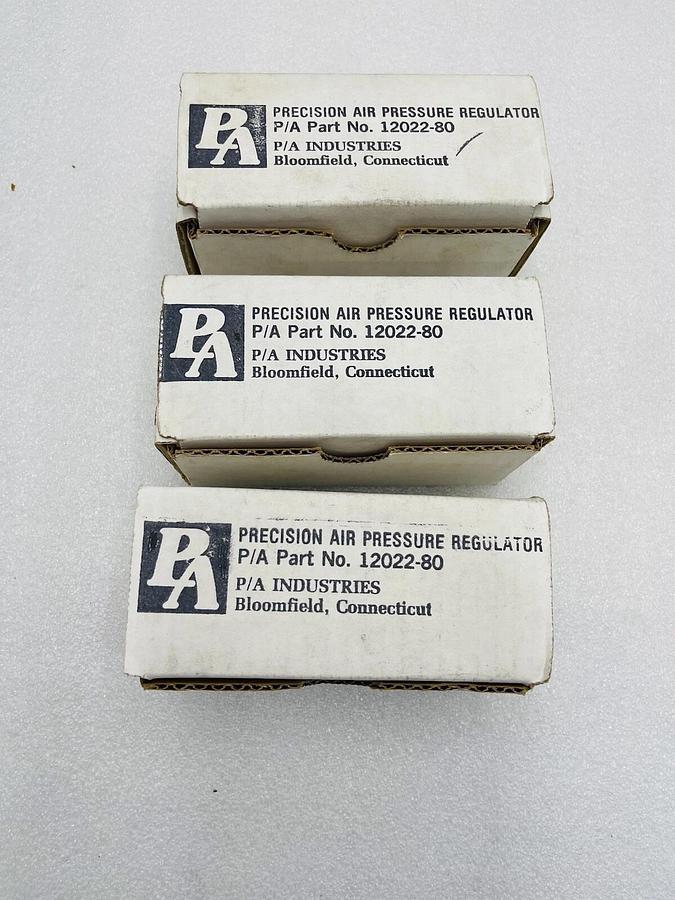 PA
PRECISION AIR PRESSURE REGULATOR
P/A Part No. 12022-80
P/A INDUSTRIES
Bloomfield, Connecticut
PA
PRECISION AIR PRESSURE REGULATOR
P/A Part No. 12022-80
P/A INDUSTRIES
Bloomfield, Connecticut
PA
PRECISION AIR PRESSURE REGULATOR
P/A Part No. 12022-80
P/A INDUSTRIES
Bloomfield, Connecticut